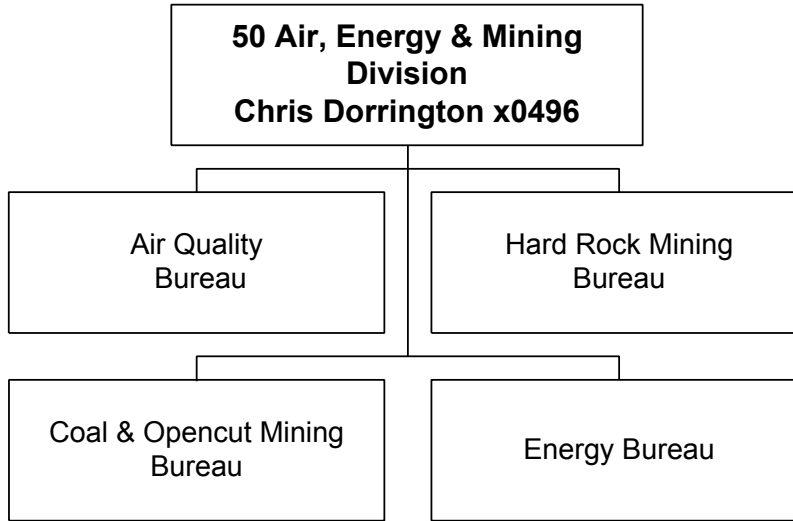 50 Air, Energy & Mining
Division
Chris Dorrington x0496
Air Quality
Bureau
Hard Rock Mining
Bureau
Coal & Opencut Mining
Bureau
Energy Bureau